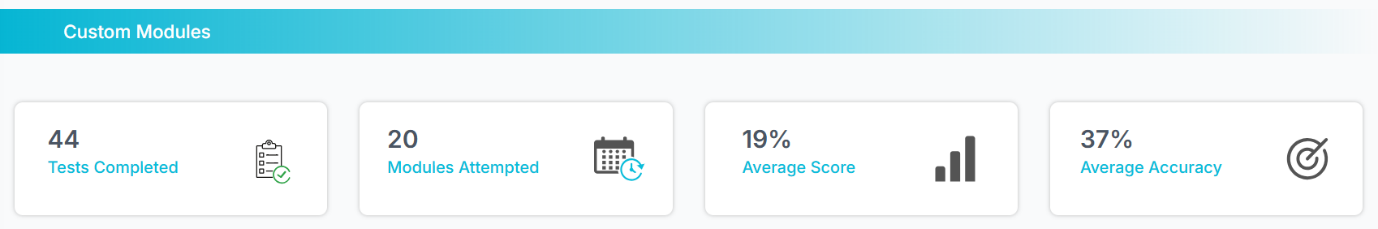 Custom Modules
44
Tests Completed
20
Modules Attempted
19%
Average Score
37%
Average Accuracy